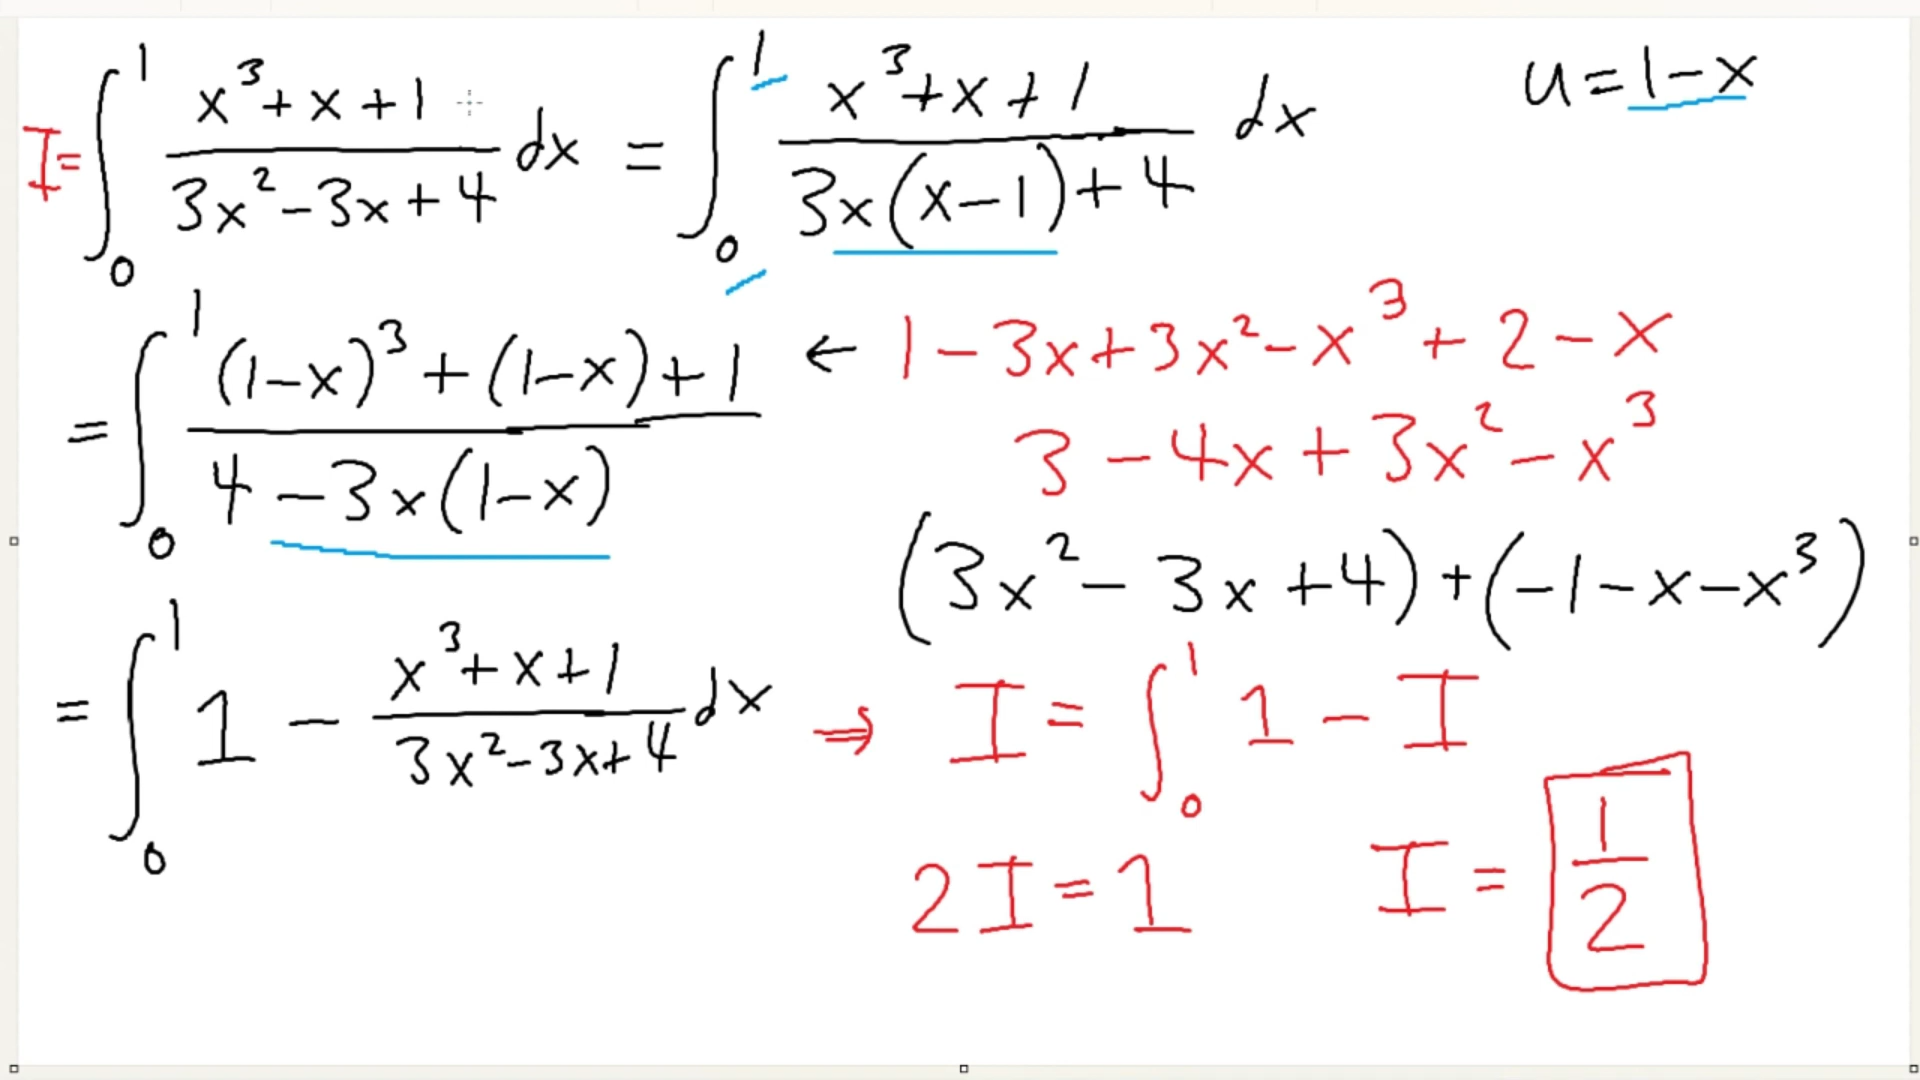 I = ∫₀¹ (x³ + x + 1)/(3x² - 3x + 4) dx = ∫₀¹ (x³ + x + 1)/(3x(x - 1) + 4) dx
u = 1 - x
= ∫₀¹ ((1-x)³ + (1-x) + 1)/(4 - 3x(1-x)) ← 1 - 3x + 3x² - x³ + 2 - x
3 - 4x + 3x² - x³
(3x² - 3x + 4) + (-1 - x - x³)
= ∫₀¹ 1 - (x³ + x + 1)/(3x² - 3x + 4) dx ⇒ I = ∫₀¹ 1 - I
2I = 1
I = 1/2